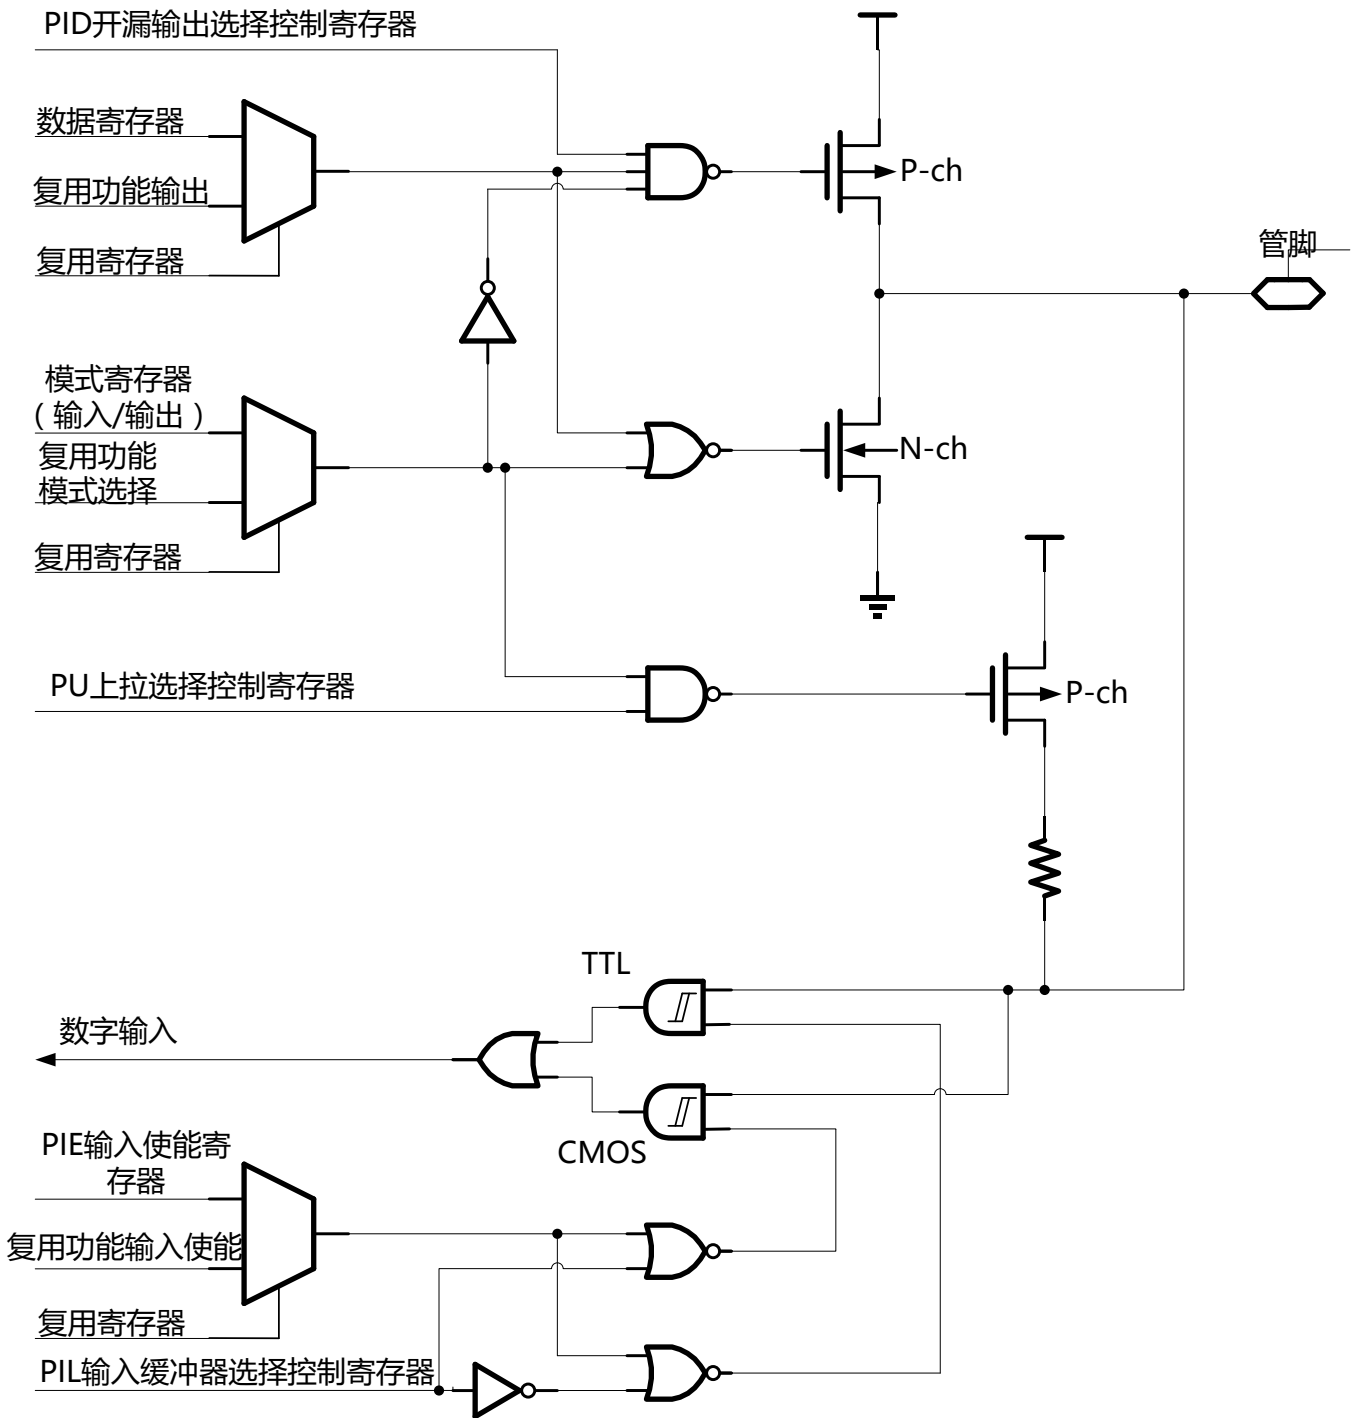 PID开漏输出选择控制寄存器
数据寄存器
复用功能输出
复用寄存器
P-ch
管脚
模式寄存器
（输入/输出）
复用功能
模式选择
复用寄存器
N-ch
PU上拉选择控制寄存器
P-ch
TTL
数字输入
CMOS
PIE输入使能寄
存器
复用功能输入使能
复用寄存器
PIL输入缓冲器选择控制寄存器